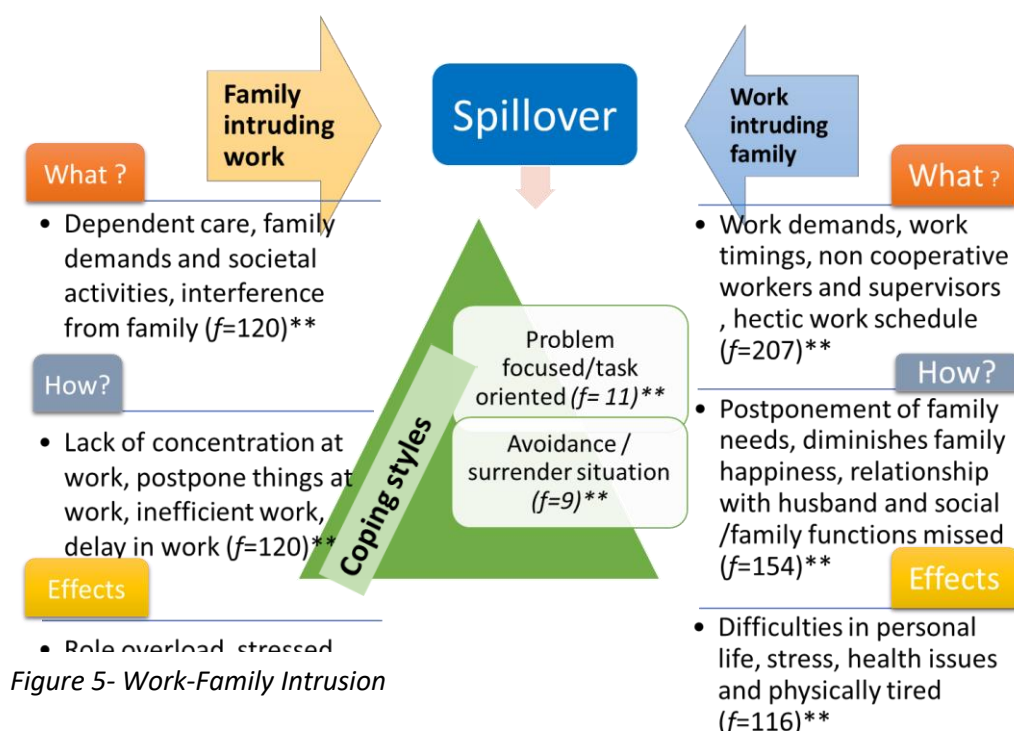 Family
intruding
work
What ?
• Dependent care, family
demands and societal
activities, interference
from family (f=120)**
How?
• Lack of concentration at
work, postpone things at
work, inefficient work,
delay in work (f=120)**
Effects
• Role overload, stressed
Spillover
Coping styles
Problem
focused/task
oriented (f= 11)**
Avoidance /
surrender situation
(f=9)**
Work
intruding
family
What ?
• Work demands, work
timings, non cooperative
workers and supervisors
, hectic work schedule
(f=207)**
How?
• Postponement of family
needs, diminishes family
happiness, relationship
with husband and social
/family functions missed
(f=154)**
Effects
• Difficulties in personal
life, stress, health issues
and physically tired
(f=116)**
Figure 5- Work-Family Intrusion